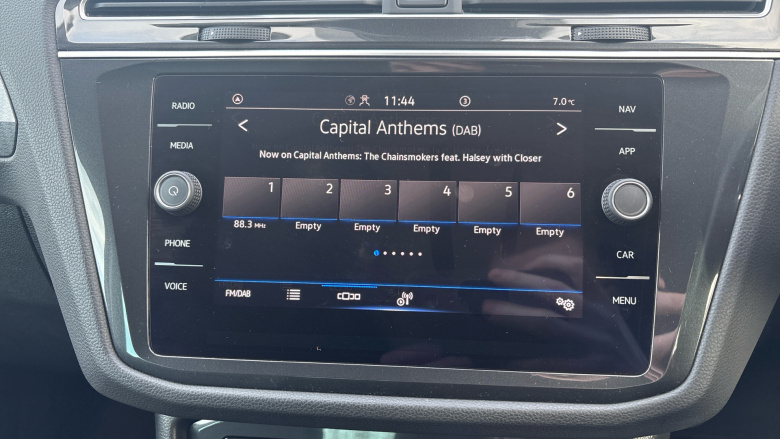 RADIO
MEDIA
PHONE
VOICE
11:44
3
7.0°C
< Capital Anthems (DAB) >
Now on Capital Anthems: The Chainsmokers feat. Halsey with Closer
1 2 3 4 5 6
88.3 MHz Empty Empty Empty Empty Empty
FM/DAB
NAV
APP
CAR
MENU